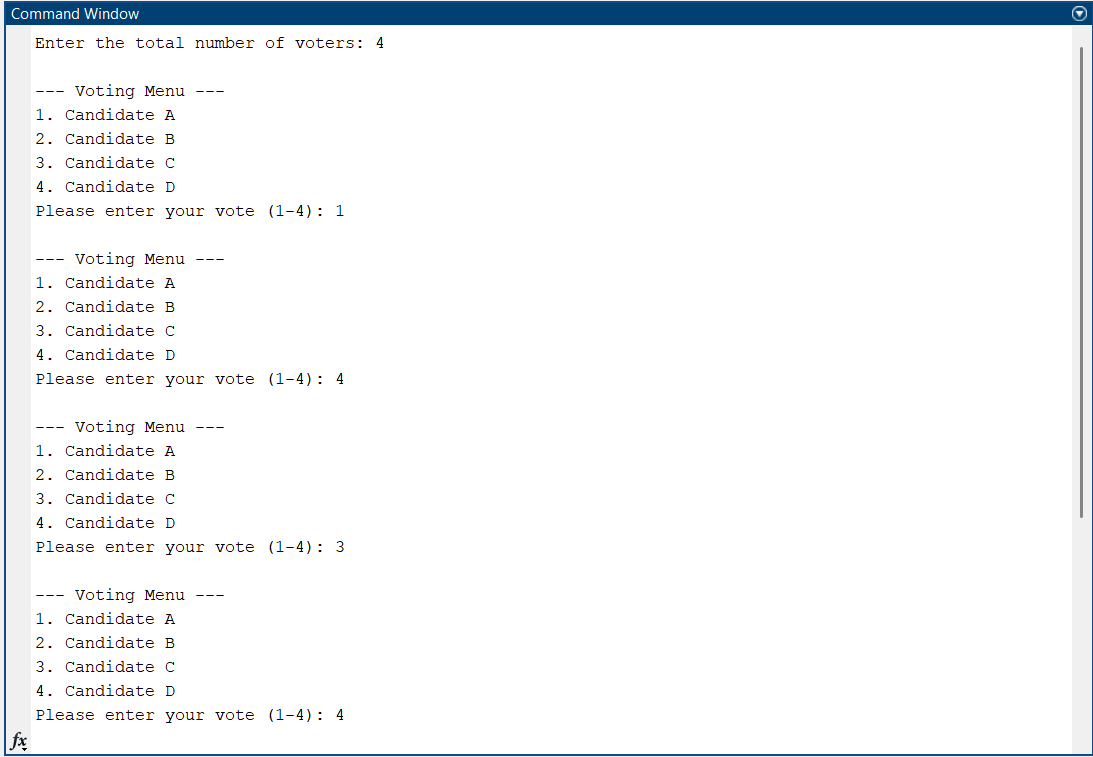 Command Window
Enter the total number of voters: 4
--- Voting Menu ---
1. Candidate A
2. Candidate B
3. Candidate C
4. Candidate D
Please enter your vote (1-4): 1
--- Voting Menu ---
1. Candidate A
2. Candidate B
3. Candidate C
4. Candidate D
Please enter your vote (1-4): 4
--- Voting Menu ---
1. Candidate A
2. Candidate B
3. Candidate C
4. Candidate D
Please enter your vote (1-4): 3
--- Voting Menu ---
1. Candidate A
2. Candidate B
3. Candidate C
4. Candidate D
Please enter your vote (1-4): 4
fx